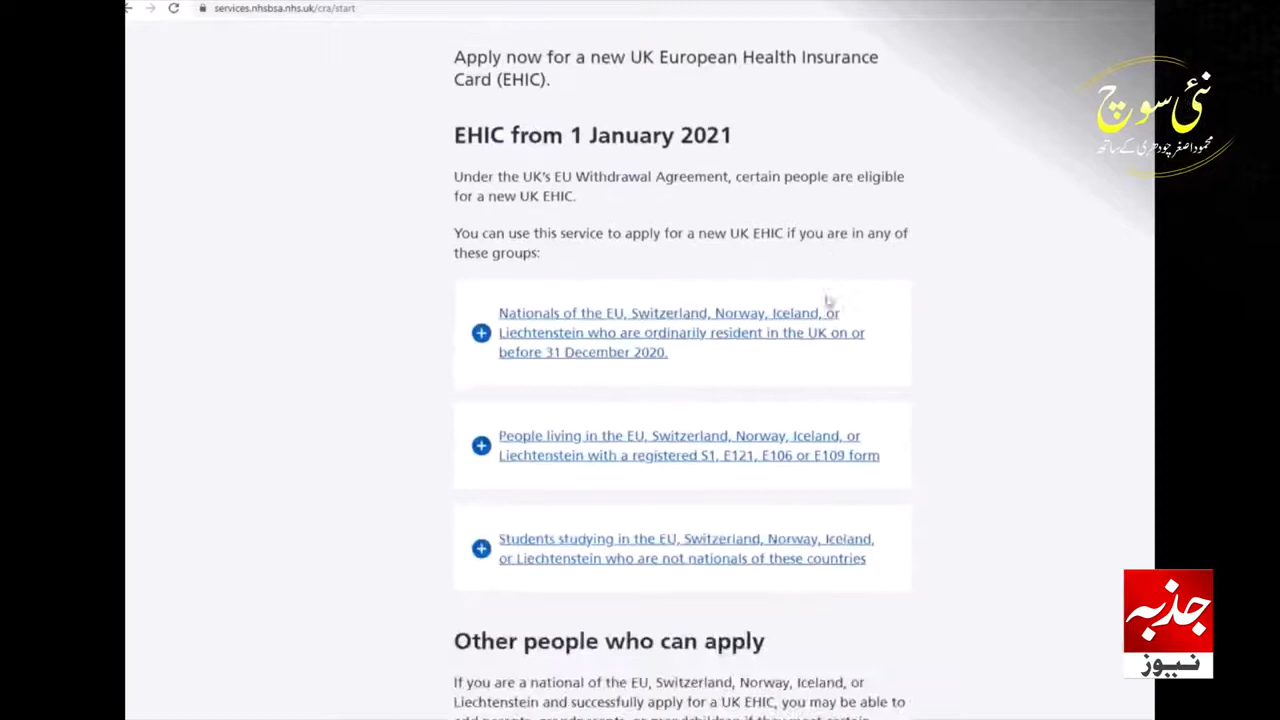 services.nhsbsa.nhs.uk/cra/start
Apply now for a new UK European Health Insurance
Card (EHIC).
نئی سوچ
محمود اصغر چودھری کے ساتھ
EHIC from 1 January 2021
Under the UK's EU Withdrawal Agreement, certain people are eligible
for a new UK EHIC.
You can use this service to apply for a new UK EHIC if you are in any of
these groups:
Nationals of the EU, Switzerland, Norway, Iceland, or
Liechtenstein who are ordinarily resident in the UK on or
before 31 December 2020.
People living in the EU, Switzerland, Norway, Iceland, or
Liechtenstein with a registered S1, E121, E106 or E109 form
Students studying in the EU, Switzerland, Norway, Iceland,
or Liechtenstein who are not nationals of these countries
جذبہ
نیوز
Other people who can apply
If you are a national of the EU, Switzerland, Norway, Iceland, or
Liechtenstein and successfully apply for a UK EHIC, you may be able to